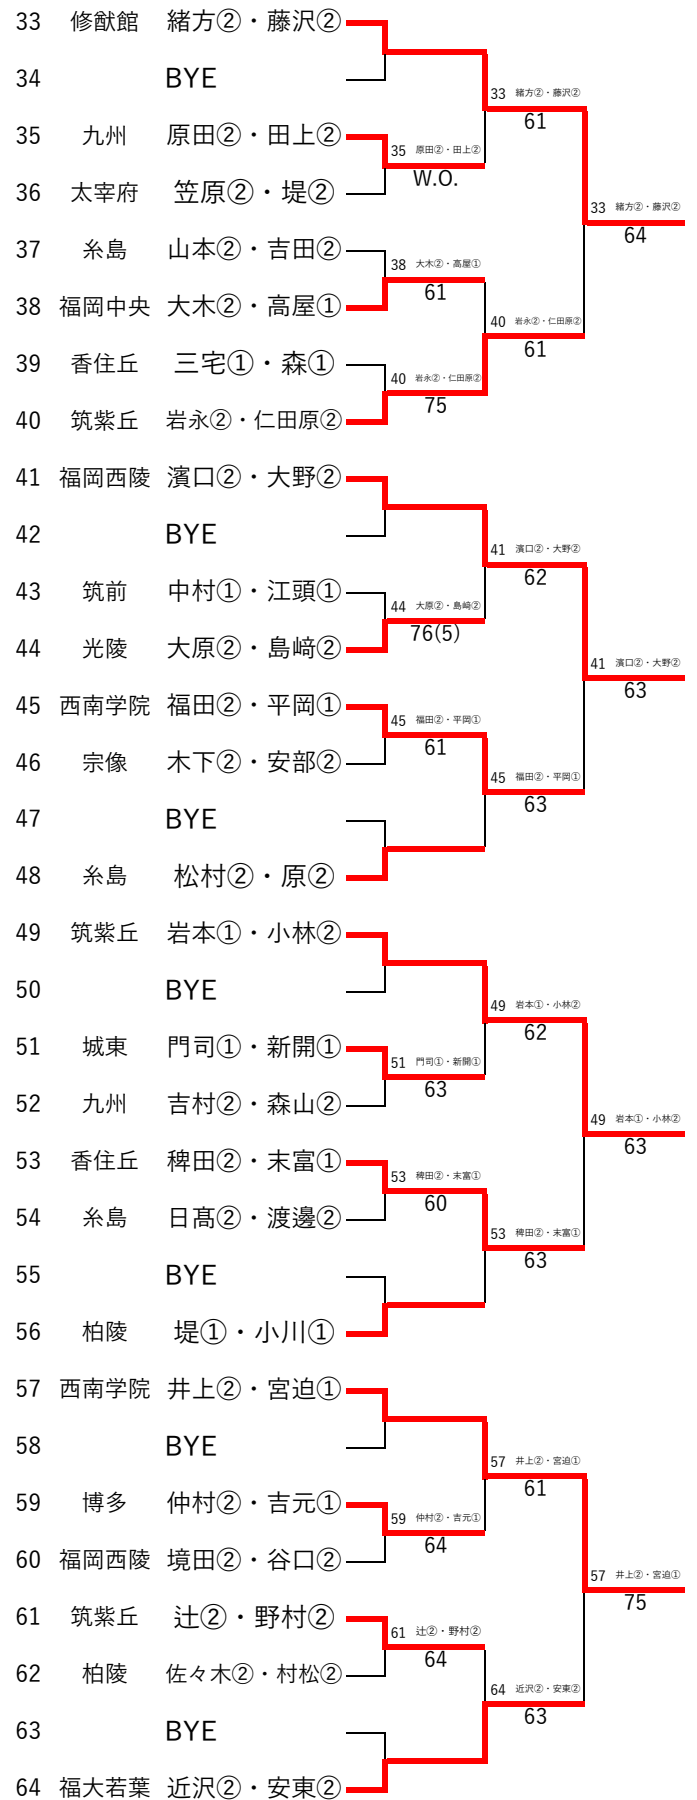 33 修猷館 緒方②・藤沢②
34 BYE
33 緒方②・藤沢②
61
35 九州 原田②・田上②
35 原田②・田上②
W.O.
36 太宰府 笠原②・堤②
33 緒方②・藤沢②
64
37 糸島 山本②・吉田②
38 大木②・高屋①
61
38 福岡中央 大木②・高屋①
40 岩永②・仁田原②
61
39 香住丘 三宅①・森①
40 岩永②・仁田原②
75
40 筑紫丘 岩永②・仁田原②
41 福岡西陵 濱口②・大野②
42 BYE
41 濱口②・大野②
62
43 筑前 中村①・江頭①
44 大原②・島﨑②
76(5)
44 光陵 大原②・島﨑②
41 濱口②・大野②
63
45 西南学院 福田②・平岡①
45 福田②・平岡①
61
46 宗像 木下②・安部②
45 福田②・平岡①
63
47 BYE
48 糸島 松村②・原②
49 筑紫丘 岩本①・小林②
50 BYE
49 岩本①・小林②
62
51 城東 門司①・新開①
51 門司①・新開①
63
52 九州 吉村②・森山②
49 岩本①・小林②
63
53 香住丘 稗田②・末富①
53 稗田②・末富①
60
54 糸島 日髙②・渡邊②
53 稗田②・末富①
63
55 BYE
56 柏陵 堤①・小川①
57 西南学院 井上②・宮迫①
58 BYE
57 井上②・宮迫①
61
59 博多 仲村②・吉元①
59 仲村②・吉元①
64
60 福岡西陵 境田②・谷口②
57 井上②・宮迫①
75
61 筑紫丘 辻②・野村②
61 辻②・野村②
64
62 柏陵 佐々木②・村松②
64 近沢②・安東②
63
63 BYE
64 福大若葉 近沢②・安東②